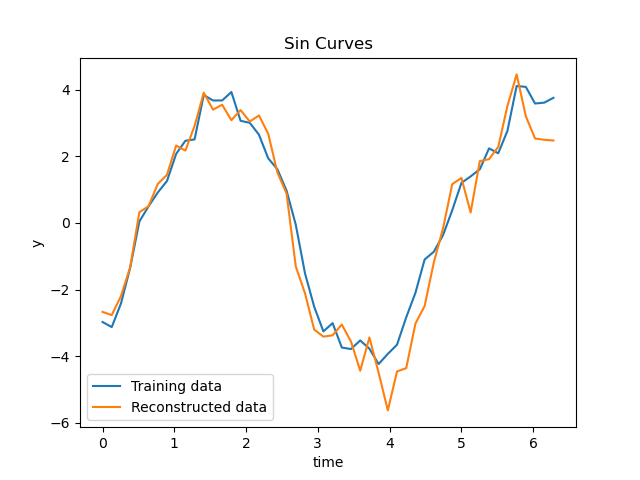 Sin Curves
4
2
0
−2
−4
−6
y
Training data
Reconstructed data
0 1 2 3 4 5 6
time